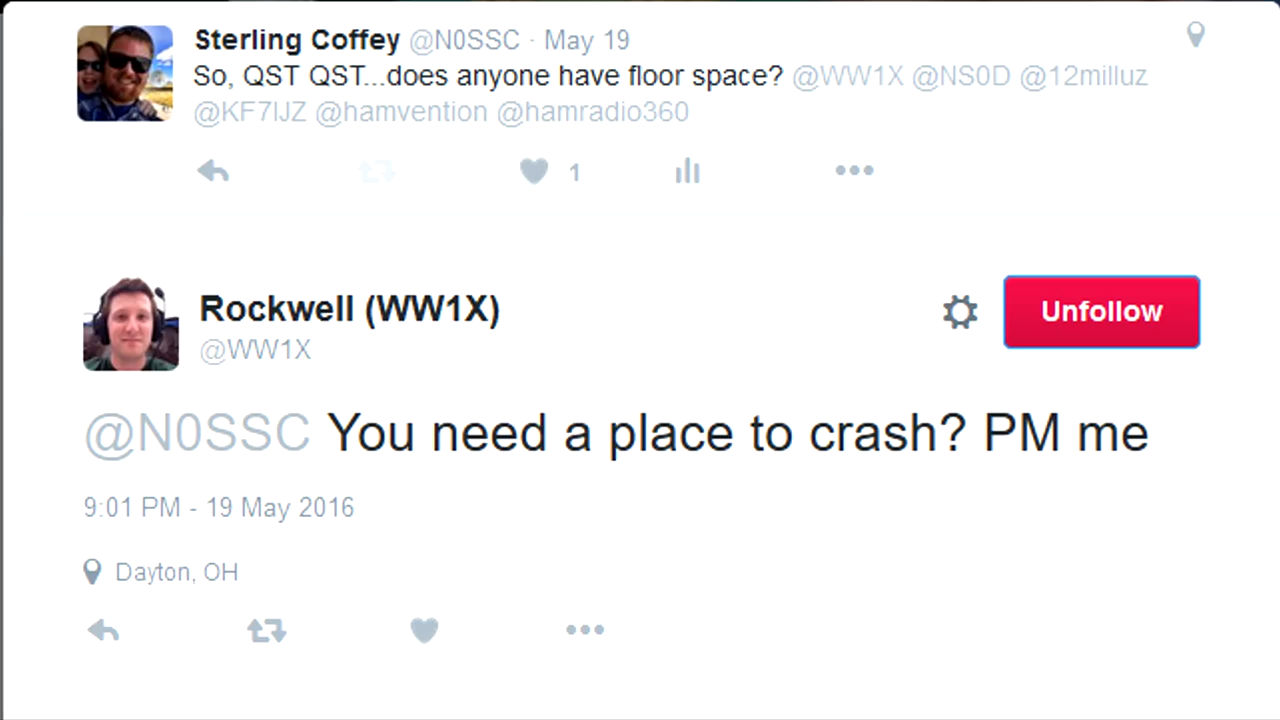 Sterling Coffey @N0SSC · May 19
So, QST QST...does anyone have floor space? @WW1X @NS0D @12milluz
@KF7IJZ @hamvention @hamradio360
1
Rockwell (WW1X)
Unfollow
@WW1X
@N0SSC You need a place to crash? PM me
9:01 PM - 19 May 2016
Dayton, OH